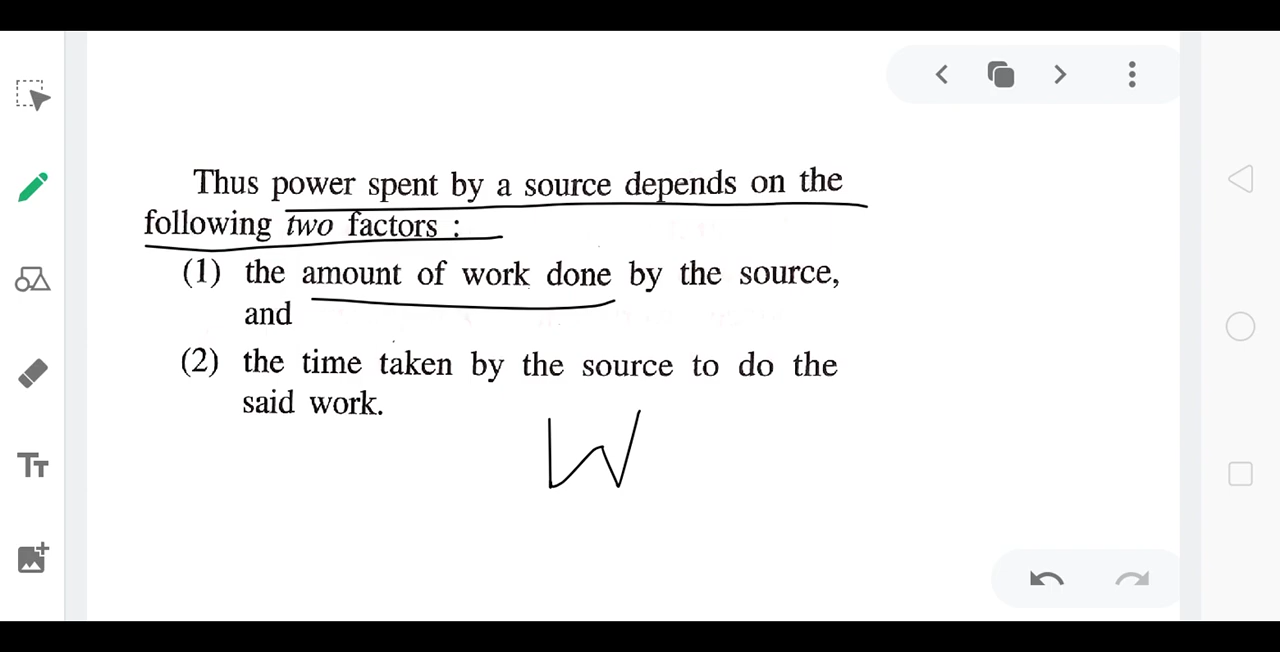 Thus power spent by a source depends on the
following two factors :
(1) the amount of work done by the source,
and
(2) the time taken by the source to do the
said work.
W
TT